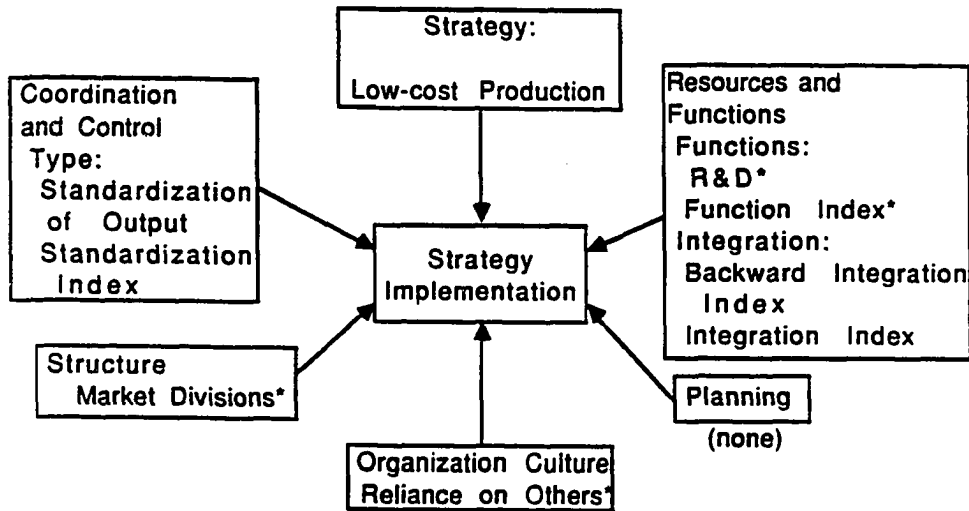 Strategy:
Low-cost Production
Coordination
and Control
Type:
Standardization
of Output
Standardization
Index
Resources and
Functions
Functions:
R&D*
Function Index*
Integration:
Backward Integration
Index
Integration Index
Strategy
Implementation
Structure
Market Divisions*
Planning
(none)
Organization Culture
Reliance on Others*